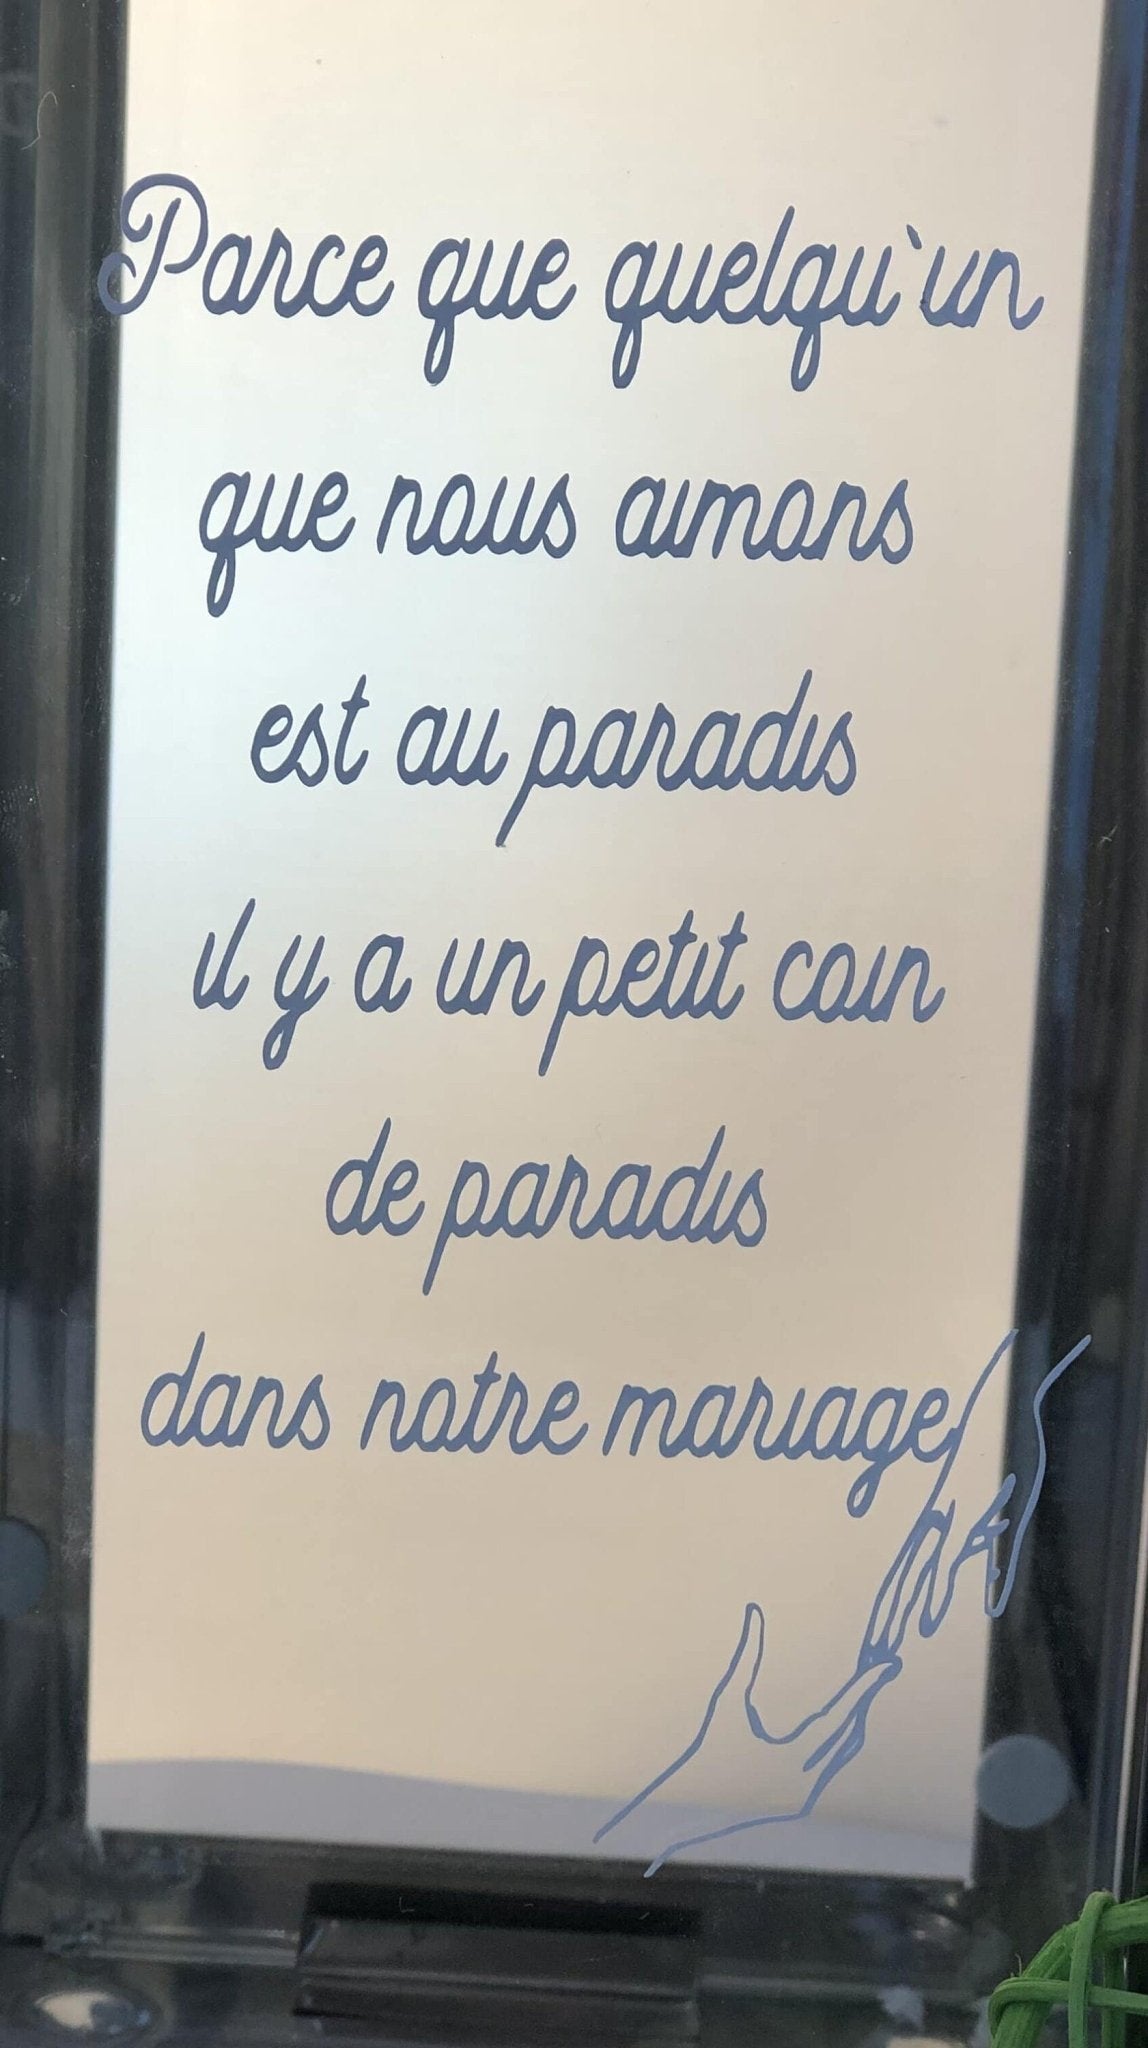 Parce que quelqu'un
que nous aimons
est au paradis
il y a un petit coin
de paradis
dans notre mariage